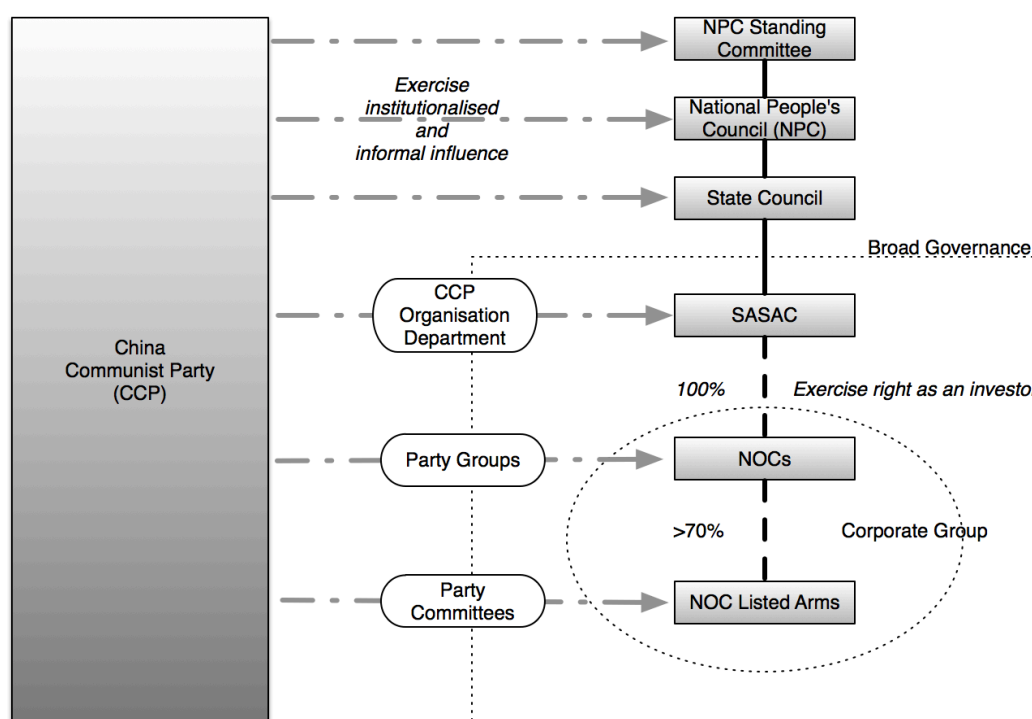 NPC Standing
Committee
Exercise
institutionalised
and
informal influence
National People's
Council (NPC)
State Council
Broad Governance
CCP
Organisation
Department
SASAC
China
Communist Party
(CCP)
100%
Exercise right as an investo
Party Groups
NOCs
>70%
Corporate Group
Party
Committees
NOC Listed Arms